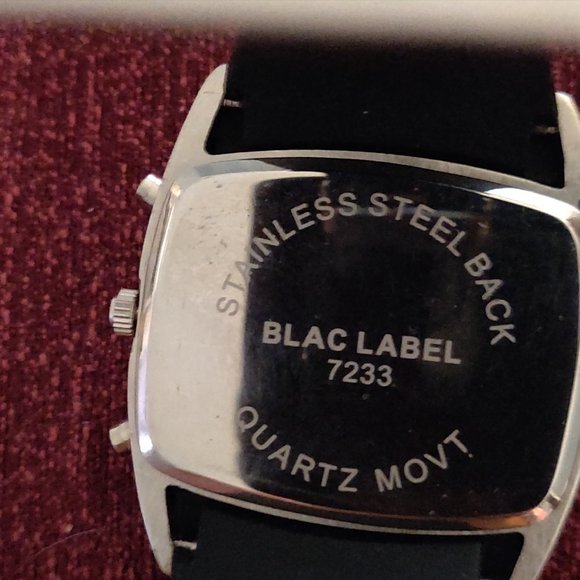 STAINLESS STEEL BACK
BLAC LABEL
7233
QUARTZ MOVT